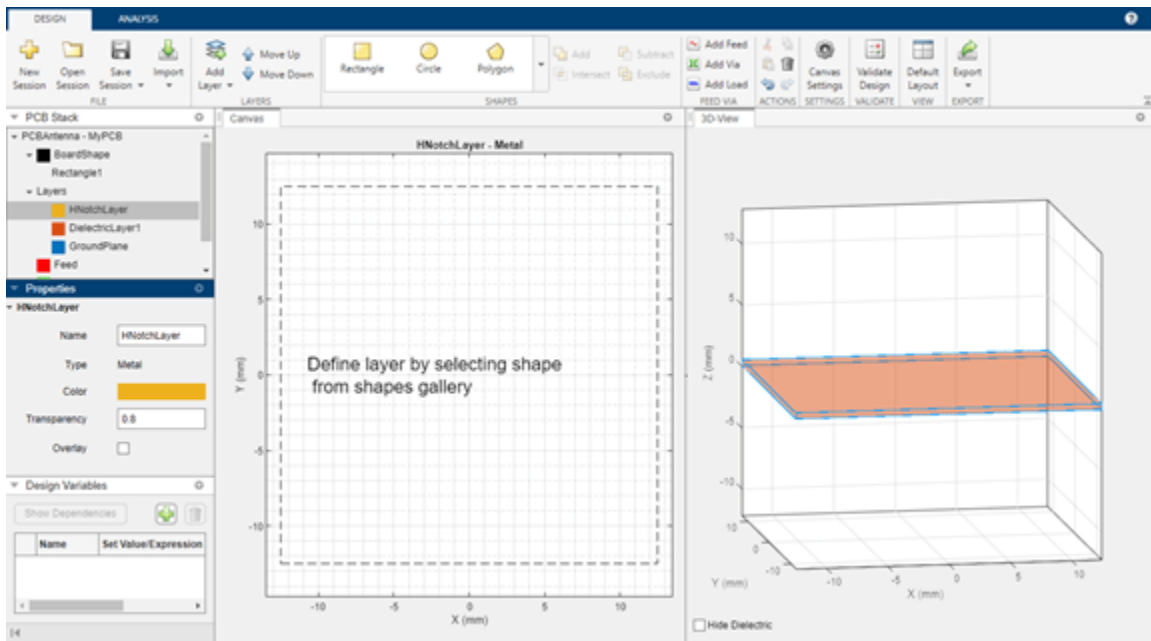 DESIGN
ANALYSIS
?
New Session
Open Session
Save Session
Import
Add Layer
Move Up
Move Down
Rectangle
Circle
Polygon
Add
Subtract
Intersect
Exclude
Add Feed
Add Via
Add Load
Canvas Settings
Validate Design
Default Layout
Export
FILE
LAYERS
SHAPES
FEED VIA
ACTIONS
SETTINGS
VALIDATE
VIEW
EXPORT
PCB Stack
PCBAntenna - MyPCB
BoardShape
Rectangle1
Layers
HNotchLayer
DielectricLayer1
GroundPlane
Feed
Properties
HNotchLayer
Name HNotchLayer
Type Metal
Color
Transparency 0.8
Overlay
Design Variables
Show Dependencies
Name Set Value/Expression
Canvas
HNotchLayer - Metal
Define layer by selecting shape
from shapes gallery
10
5
0
-5
-10
Y (mm)
-10 -5 0 5 10
X (mm)
3D-View
10
5
0
-5
-10
Z (mm)
10
0
-10
Y (mm)
-10 -5 0 5 10
X (mm)
Hide Dielectric